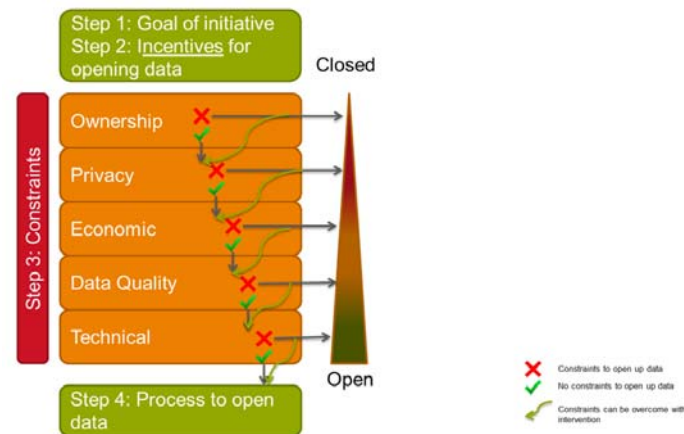 Step 1: Goal of initiative
Step 2: Incentives for
opening data
Closed
Step 3: Constraints
Ownership
Privacy
Economic
Data Quality
Technical
Open
Step 4: Process to open
data
Constraints to open up data
No constraints to open up data
Constraints can be overcome with
intervention